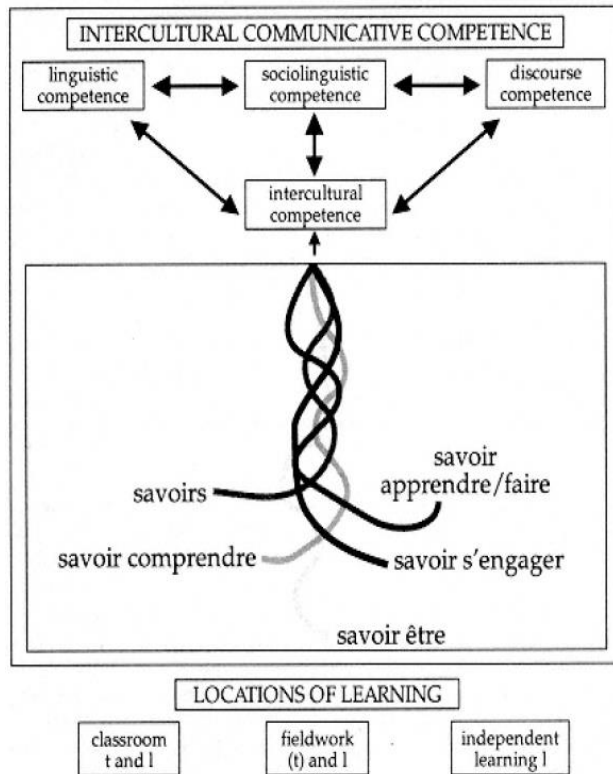 INTERCULTURAL COMMUNICATIVE COMPETENCE
linguistic
competence
sociolinguistic
competence
discourse
competence
intercultural
competence
savoir
apprendre/faire
savoirs
savoir comprendre
savoir s'engager
savoir être
LOCATIONS OF LEARNING
classroom
t and l
fieldwork
(t) and l
independent
learning l